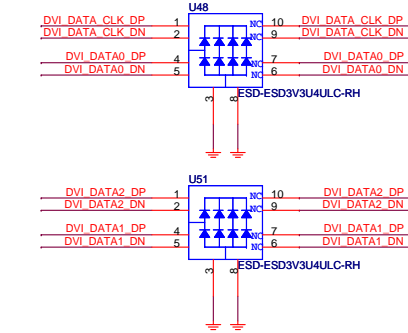 U48
DVI_DATA_CLK_DP 1 NC 10 DVI_DATA_CLK_DP
DVI_DATA_CLK_DN 2 NC 9 DVI_DATA_CLK_DN
DVI_DATA0_DP 4 NC 7 DVI_DATA0_DP
DVI_DATA0_DN 5 NC 6 DVI_DATA0_DN
3 8 ESD-ESD3V3U4ULC-RH
U51
DVI_DATA2_DP 1 NC 10 DVI_DATA2_DP
DVI_DATA2_DN 2 NC 9 DVI_DATA2_DN
DVI_DATA1_DP 4 NC 7 DVI_DATA1_DP
DVI_DATA1_DN 5 NC 6 DVI_DATA1_DN
3 8 ESD-ESD3V3U4ULC-RH